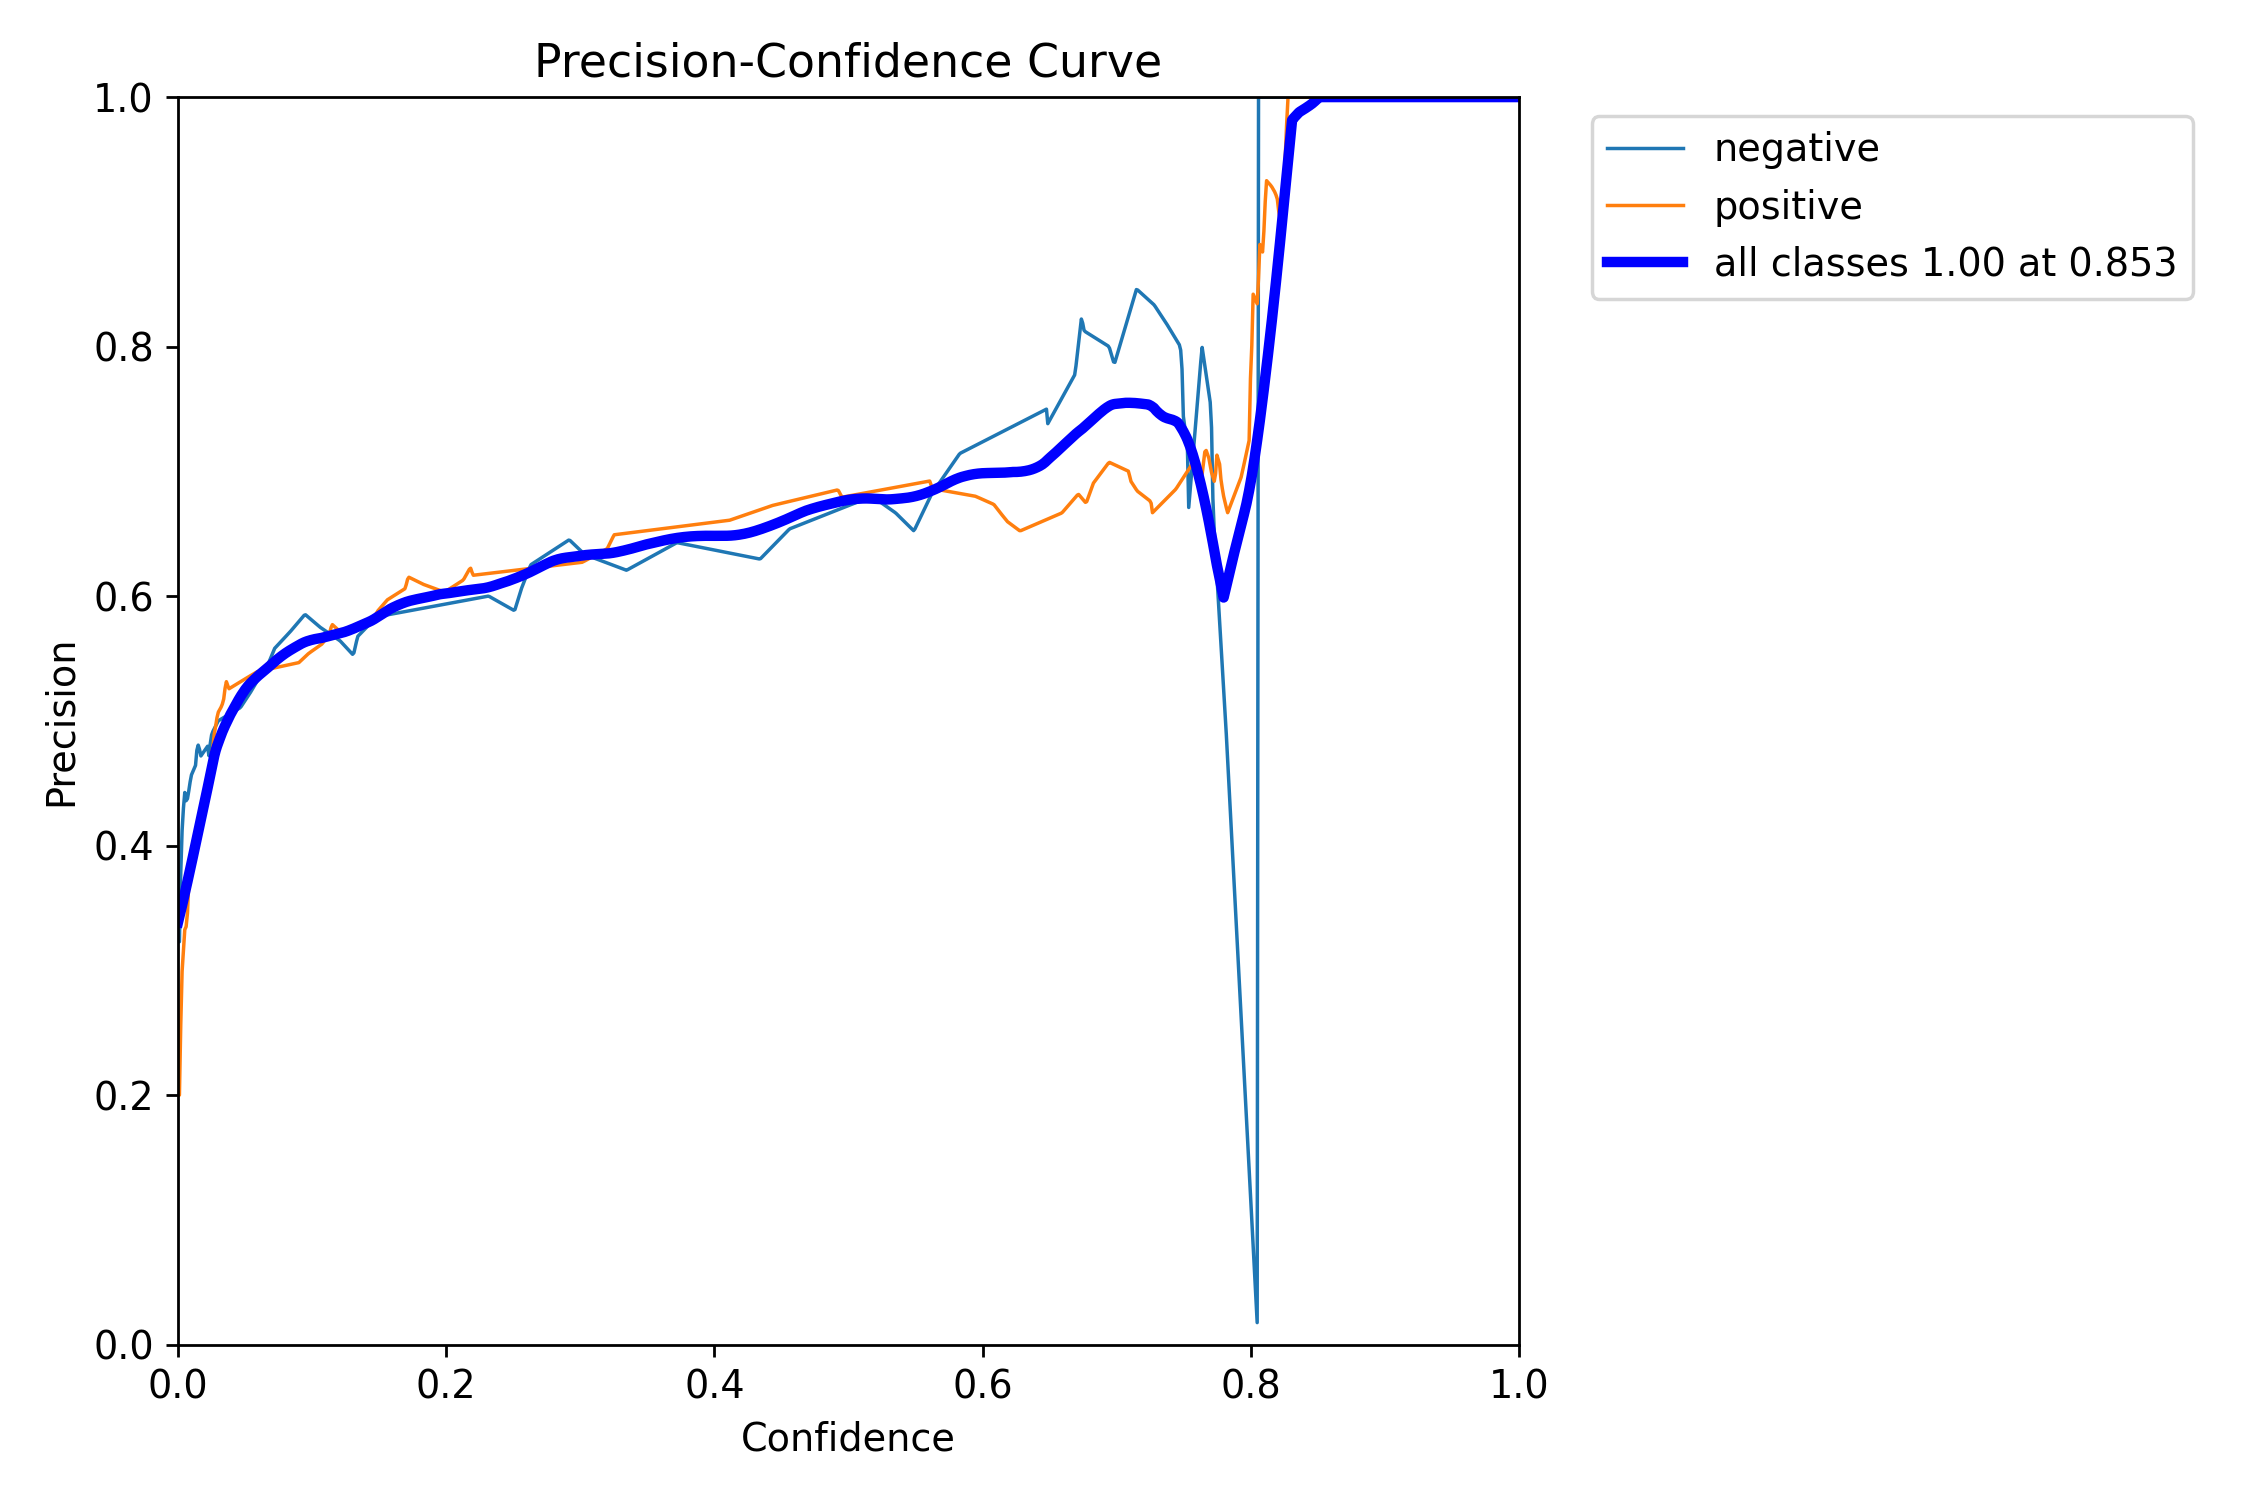 Precision-Confidence Curve
1.0
0.8
0.6
0.4
0.2
0.0
Precision
0.0 0.2 0.4 0.6 0.8 1.0
Confidence
negative
positive
all classes 1.00 at 0.853